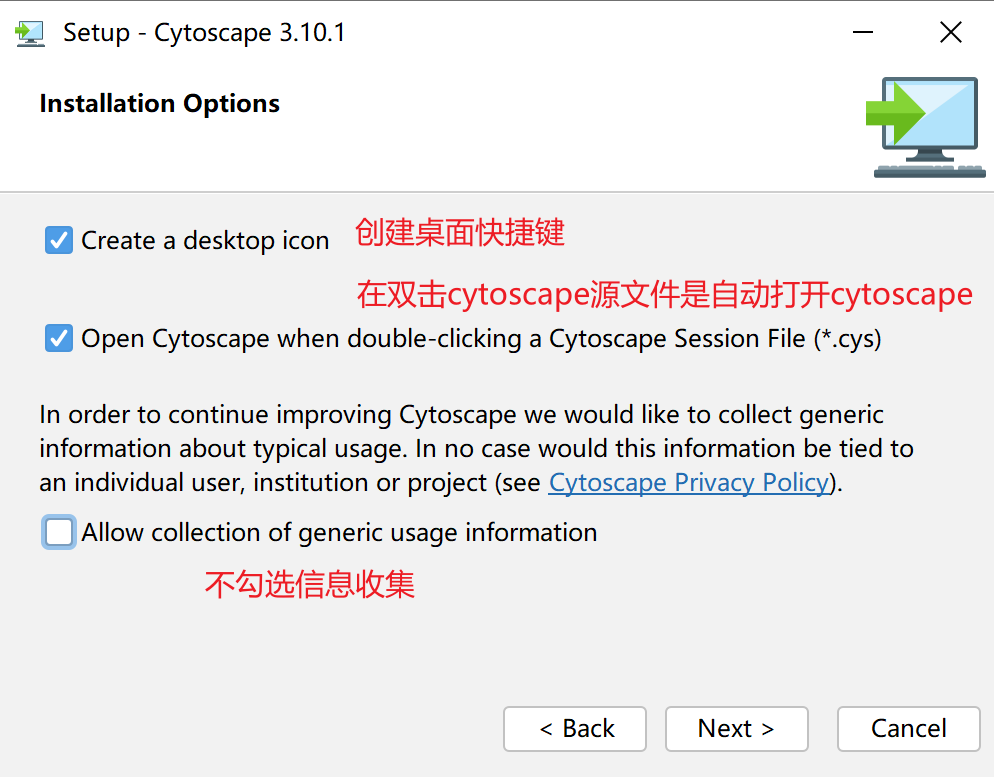 Setup - Cytoscape 3.10.1
Installation Options
Create a desktop icon 创建桌面快捷键
在双击cytoscape源文件是自动打开cytoscape
Open Cytoscape when double-clicking a Cytoscape Session File (*.cys)
In order to continue improving Cytoscape we would like to collect generic
information about typical usage. In no case would this information be tied to
an individual user, institution or project (see Cytoscape Privacy Policy).
Allow collection of generic usage information
不勾选信息收集
< Back Next > Cancel